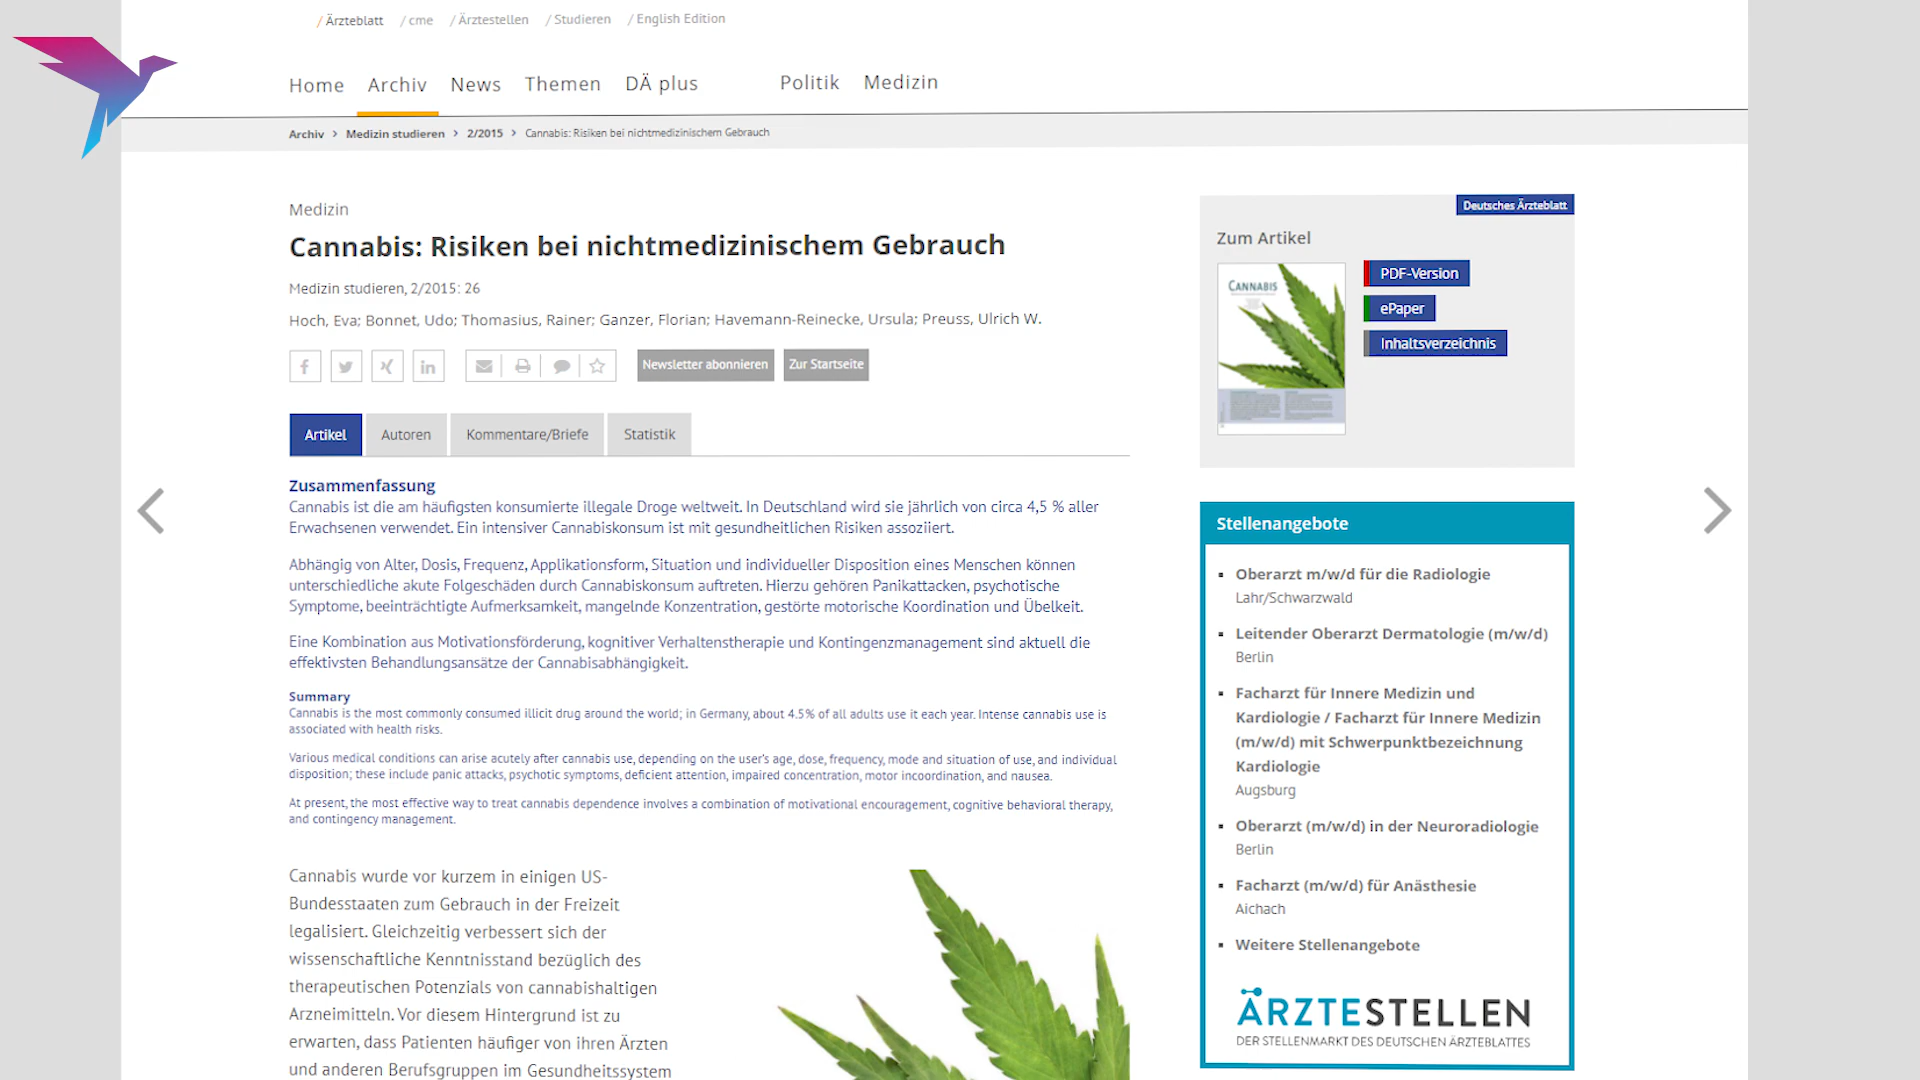 / Ärzteblatt / cme / Ärztestellen / Studieren / English Edition
Home Archiv News Themen DÄ plus Politik Medizin
Archiv > Medizin studieren > 2/2015 > Cannabis: Risiken bei nichtmedizinischem Gebrauch
Medizin
Cannabis: Risiken bei nichtmedizinischem Gebrauch
Medizin studieren, 2/2015: 26
Hoch, Eva; Bonnet, Udo; Thomasius, Rainer; Ganzer, Florian; Havemann-Reinecke, Ursula; Preuss, Ulrich W.
Newsletter abonnieren Zur Startseite
Artikel Autoren Kommentare/Briefe Statistik
Zusammenfassung
Cannabis ist die am häufigsten konsumierte illegale Droge weltweit. In Deutschland wird sie jährlich von circa 4,5 % aller
Erwachsenen verwendet. Ein intensiver Cannabiskonsum ist mit gesundheitlichen Risiken assoziiert.
Abhängig von Alter, Dosis, Frequenz, Applikationsform, Situation und individueller Disposition eines Menschen können
unterschiedliche akute Folgeschäden durch Cannabiskonsum auftreten. Hierzu gehören Panikattacken, psychotische
Symptome, beeinträchtigte Aufmerksamkeit, mangelnde Konzentration, gestörte motorische Koordination und Übelkeit.
Eine Kombination aus Motivationsförderung, kognitiver Verhaltenstherapie und Kontingenzmanagement sind aktuell die
effektivsten Behandlungsansätze der Cannabisabhängigkeit.
Summary
Cannabis is the most commonly consumed illicit drug around the world; in Germany, about 4.5% of all adults use it each year. Intense cannabis use is
associated with health risks.
Various medical conditions can arise acutely after cannabis use, depending on the user's age, dose, frequency, mode and situation of use, and individual
disposition; these include panic attacks, psychotic symptoms, deficient attention, impaired concentration, motor incoordination, and nausea.
At present, the most effective way to treat cannabis dependence involves a combination of motivational encouragement, cognitive behavioral therapy,
and contingency management.
Cannabis wurde vor kurzem in einigen US-
Bundesstaaten zum Gebrauch in der Freizeit
legalisiert. Gleichzeitig verbessert sich der
wissenschaftliche Kenntnisstand bezüglich des
therapeutischen Potenzials von cannabishaltigen
Arzneimitteln. Vor diesem Hintergrund ist zu
erwarten, dass Patienten häufiger von ihren Ärzten
und anderen Berufsgruppen im Gesundheitssystem
Deutsches Ärzteblatt
Zum Artikel
CANNABIS
PDF-Version
ePaper
Inhaltsverzeichnis
Stellenangebote
Oberarzt m/w/d für die Radiologie
Lahr/Schwarzwald
Leitender Oberarzt Dermatologie (m/w/d)
Berlin
Facharzt für Innere Medizin und
Kardiologie / Facharzt für Innere Medizin
(m/w/d) mit Schwerpunktbezeichnung
Kardiologie
Augsburg
Oberarzt (m/w/d) in der Neuroradiologie
Berlin
Facharzt (m/w/d) für Anästhesie
Aichach
Weitere Stellenangebote
ÄRZTESTELLEN
DER STELLENMARKT DES DEUTSCHEN ÄRZTEBLATTES